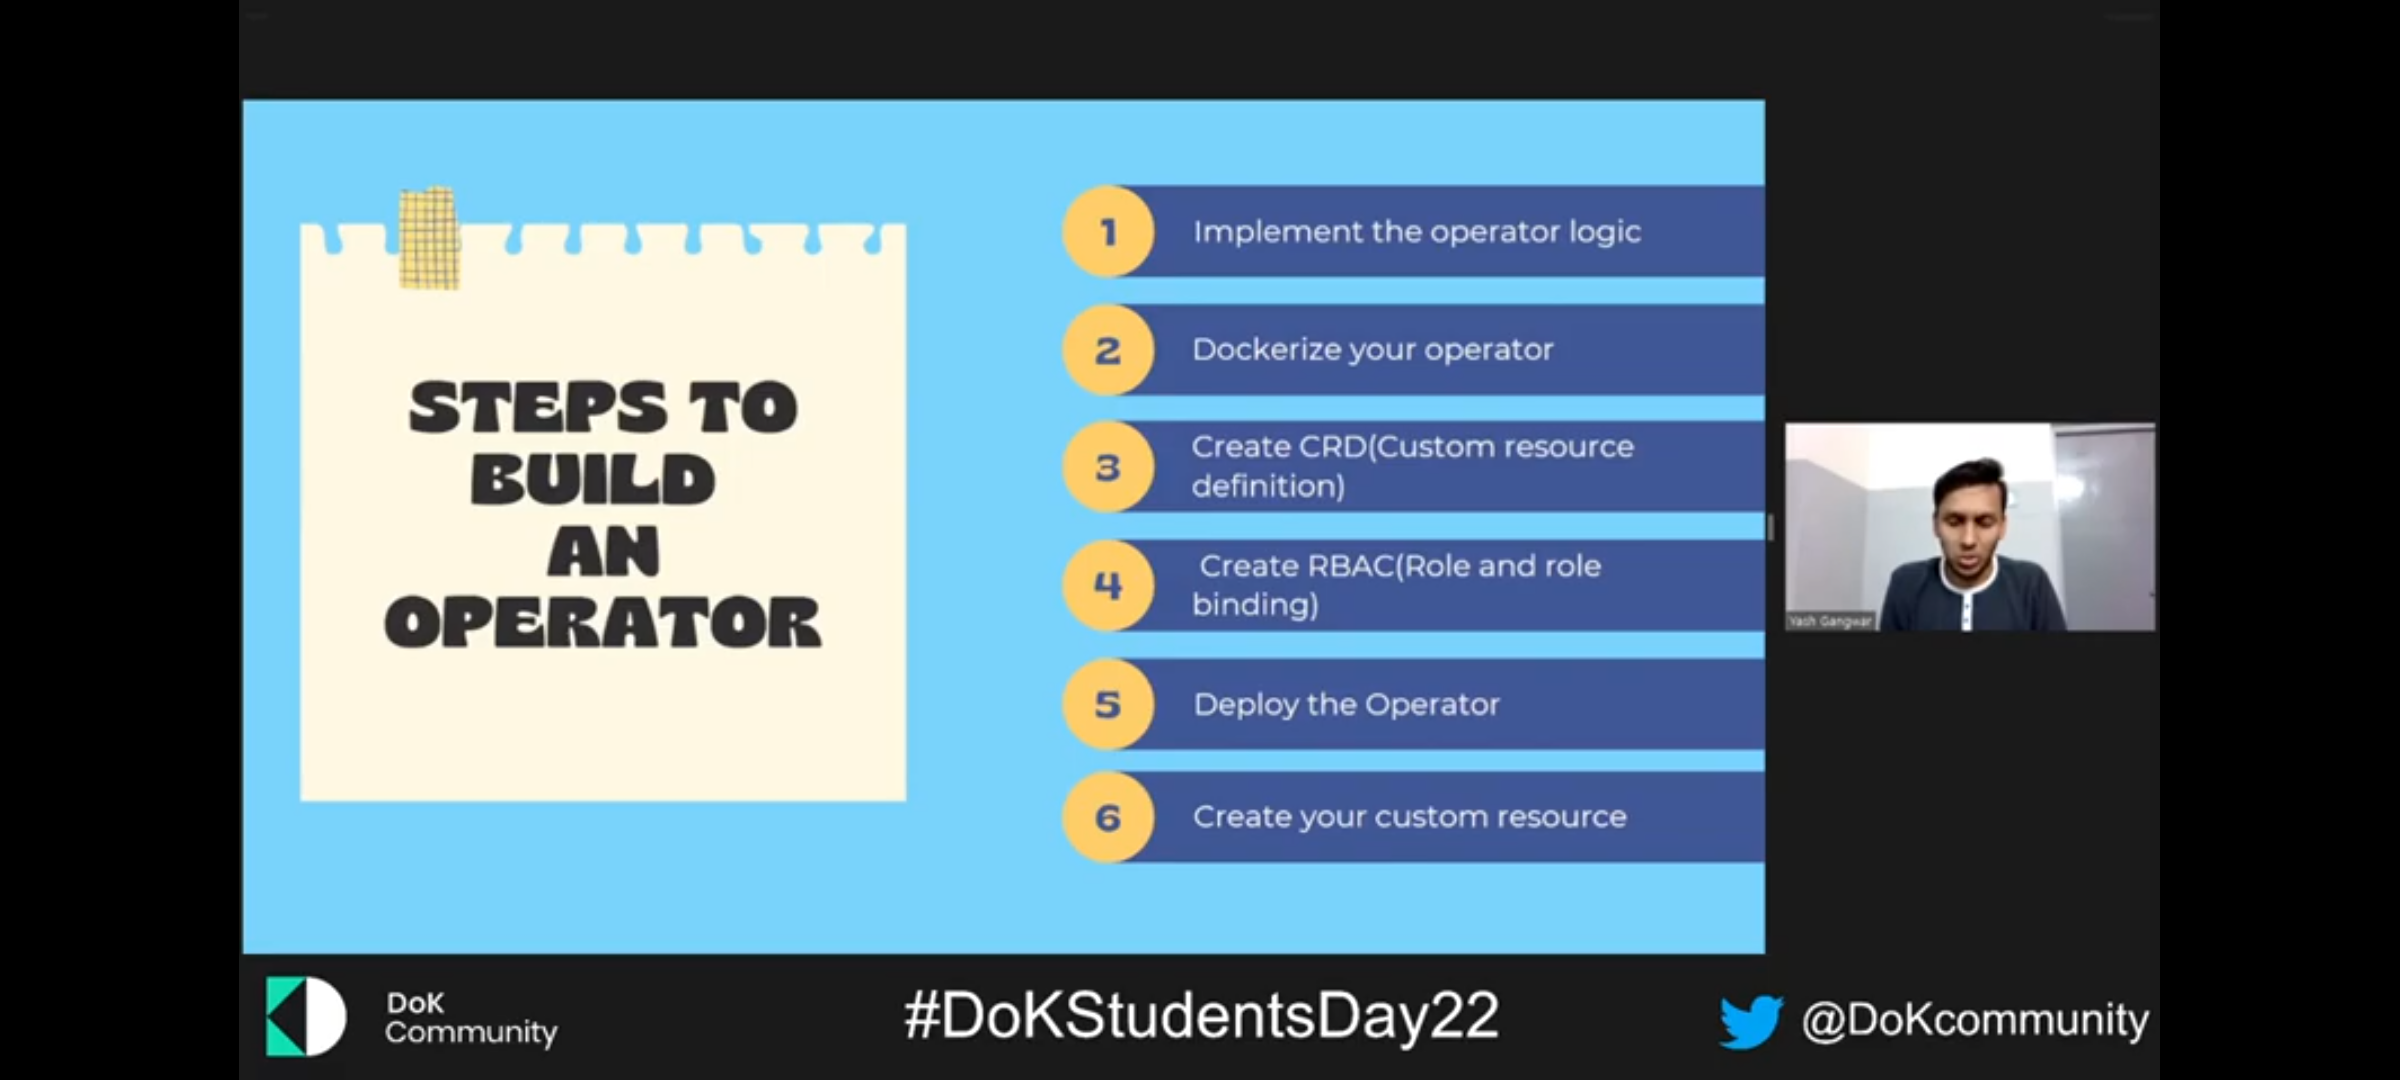 STEPS TO
BUILD
AN
OPERATOR
1
Implement the operator logic
2
Dockerize your operator
3
Create CRD(Custom resource
definition)
4
Create RBAC(Role and role
binding)
5
Deploy the Operator
6
Create your custom resource
Yash Gangwar
DoK
Community
#DoKStudentsDay22
@DoKcommunity